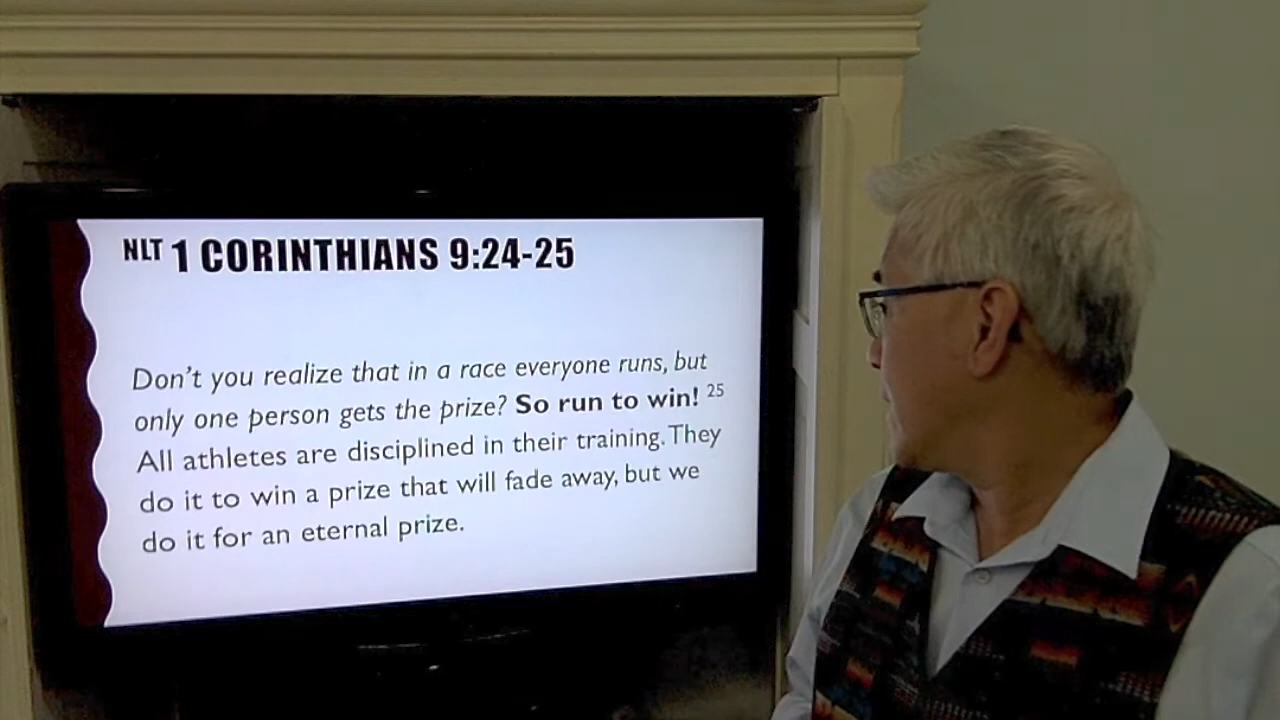 NLT 1 CORINTHIANS 9:24-25
Don't you realize that in a race everyone runs, but
only one person gets the prize? So run to win! 25
All athletes are disciplined in their training. They
do it to win a prize that will fade away, but we
do it for an eternal prize.